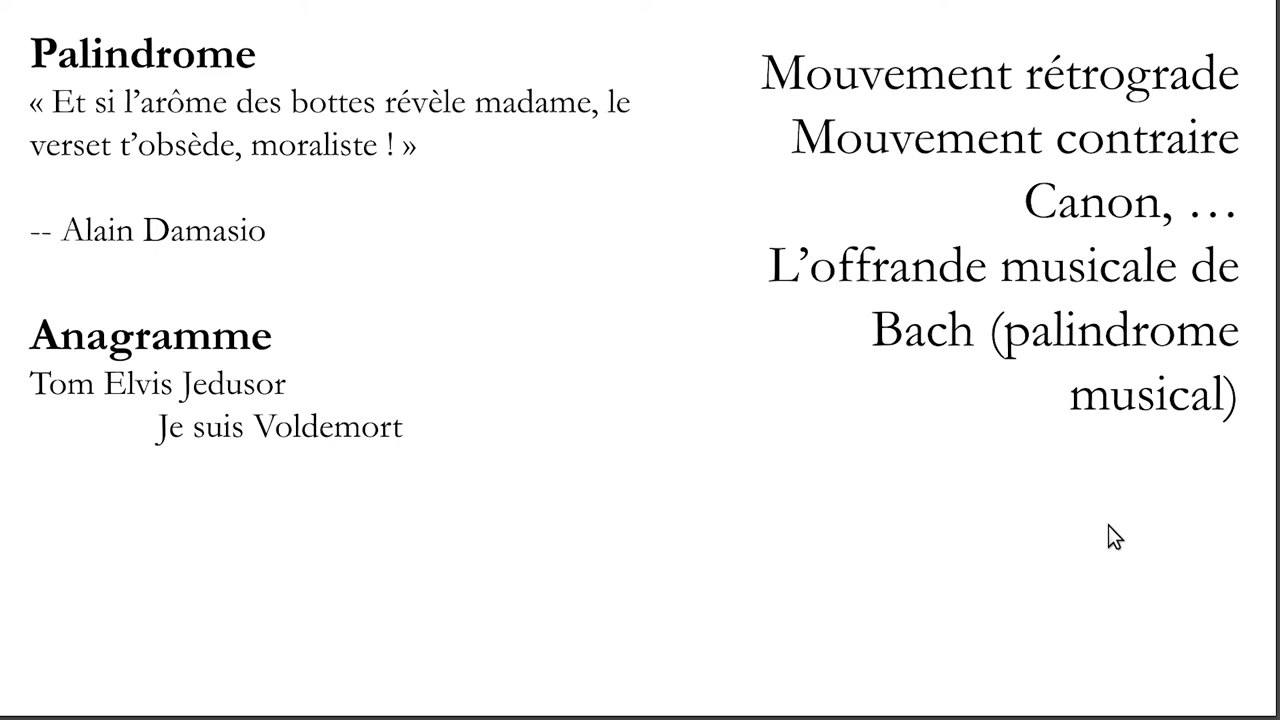 Palindrome
« Et si l’arôme des bottes révèle madame, le
verset t’obsède, moraliste ! »
-- Alain Damasio
Anagramme
Tom Elvis Jedusor
Je suis Voldemort
Mouvement rétrograde
Mouvement contraire
Canon, …
L’offrande musicale de
Bach (palindrome
musical)